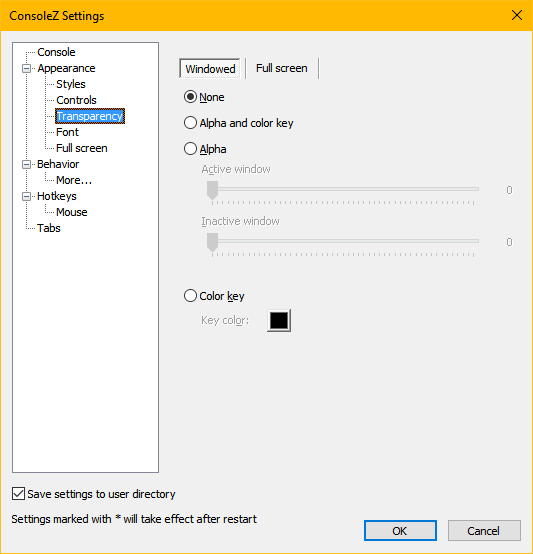 ConsoleZ Settings
Console
Appearance
Styles
Controls
Transparency
Font
Full screen
Behavior
More...
Hotkeys
Mouse
Tabs
Windowed
Full screen
None
Alpha and color key
Alpha
Active window
0
Inactive window
0
Color key
Key color:
Save settings to user directory
Settings marked with * will take effect after restart
OK
Cancel